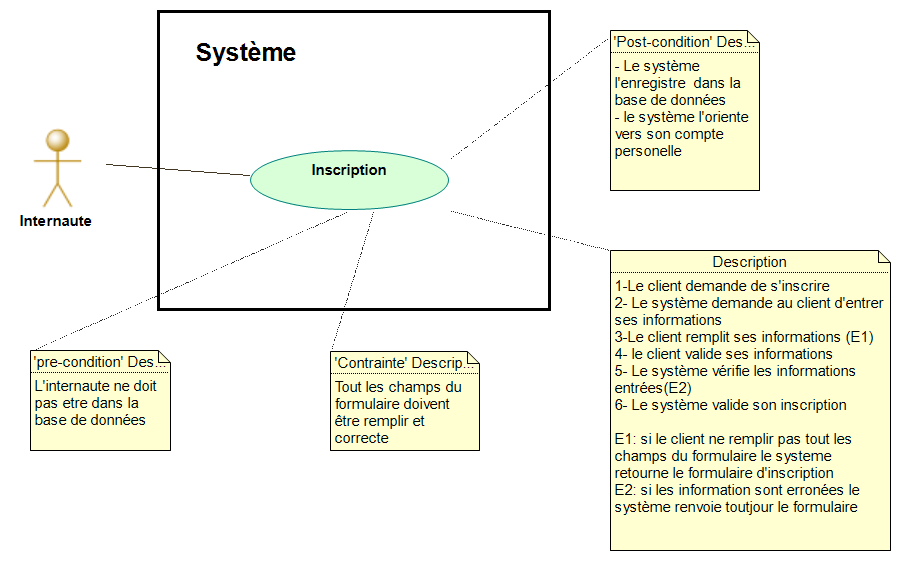 Système
Inscription
Internaute
'Post-condition' Des...
- Le système
l'enregistre  dans la
base de données
- le système l'oriente
vers son compte
personelle
Description
1-Le client demande de s'inscrire
2- Le système demande au client d'entrer
ses informations
3-Le client remplit ses informations (E1)
4- le client valide ses informations
5- Le système vérifie les informations
entrées(E2)
6- Le système valide son inscription
E1: si le client ne remplir pas tout les
champs du formulaire le systeme
retourne le formulaire d'inscription
E2: si les information sont erronées le
système renvoie toutjour le formulaire
'pre-condition' Des...
L'internaute ne doit
pas etre dans la
base de données
'Contrainte' Descrip...
Tout les champs du
formulaire doivent
être remplir et
correcte